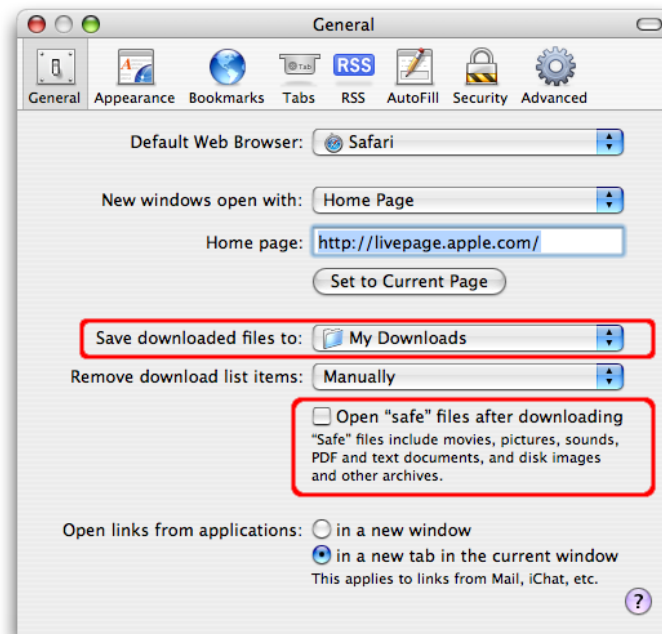 General
General Appearance Bookmarks Tabs RSS AutoFill Security Advanced
Tab
RSS
Default Web Browser: Safari
New windows open with: Home Page
Home page: http://livepage.apple.com/
Set to Current Page
Save downloaded files to: My Downloads
Remove download list items: Manually
Open “safe” files after downloading
“Safe” files include movies, pictures, sounds,
PDF and text documents, and disk images
and other archives.
Open links from applications: in a new window
in a new tab in the current window
This applies to links from Mail, iChat, etc.
?